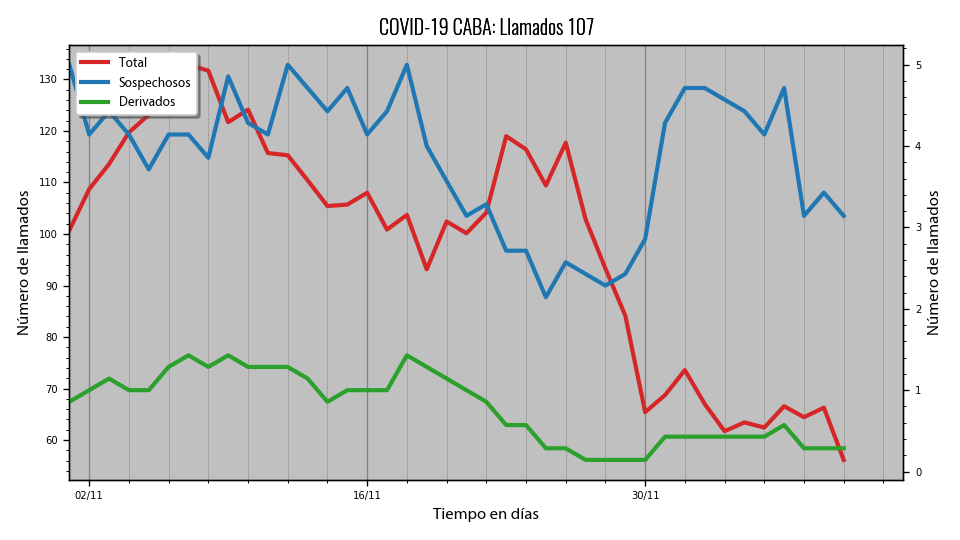 COVID-19 CABA: Llamados 107
Total
Sospechosos
Derivados
130
120
110
100
90
80
70
60
5
4
3
2
1
0
Número de llamados
Número de llamados
02/11
16/11
30/11
Tiempo en días